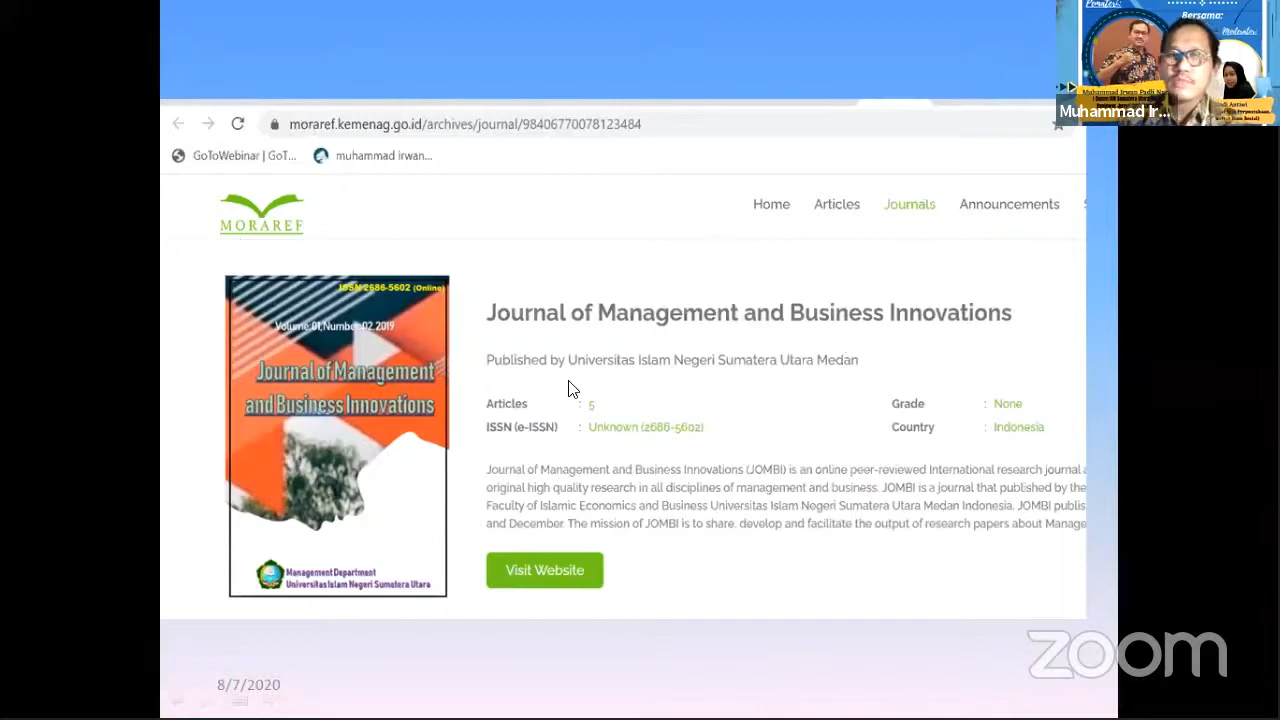 Pemateri:
Bersama:
Moderator:
Muhammad Irwan Padli Na
Muhammad Ir...
moraref.kemenag.go.id/archives/journal/98406770078123484
GoToWebinar | GoT...
muhammad irwan...
MORAREF
Home
Articles
Journals
Announcements
ISSN 2686-5602 (Online)
Volume:01,Number:02,2019
Journal of Management
and Business Innovations
Management Department
Universitas Islam Negeri Sumatera Utara
Journal of Management and Business Innovations
Published by Universitas Islam Negeri Sumatera Utara Medan
Articles : 5
Grade : None
ISSN (e-ISSN) : Unknown (2686-5602)
Country : Indonesia
Journal of Management and Business Innovations (JOMBI) is an online peer-reviewed International research journal a
original high quality research in all disciplines of management and business. JOMBI is a journal that published by the
Faculty of Islamic Economics and Business Universitas Islam Negeri Sumatera Utara Medan Indonesia. JOMBI publis
and December. The mission of JOMBI is to share, develop and facilitate the output of research papers about Manage
Visit Website
8/7/2020
zoom